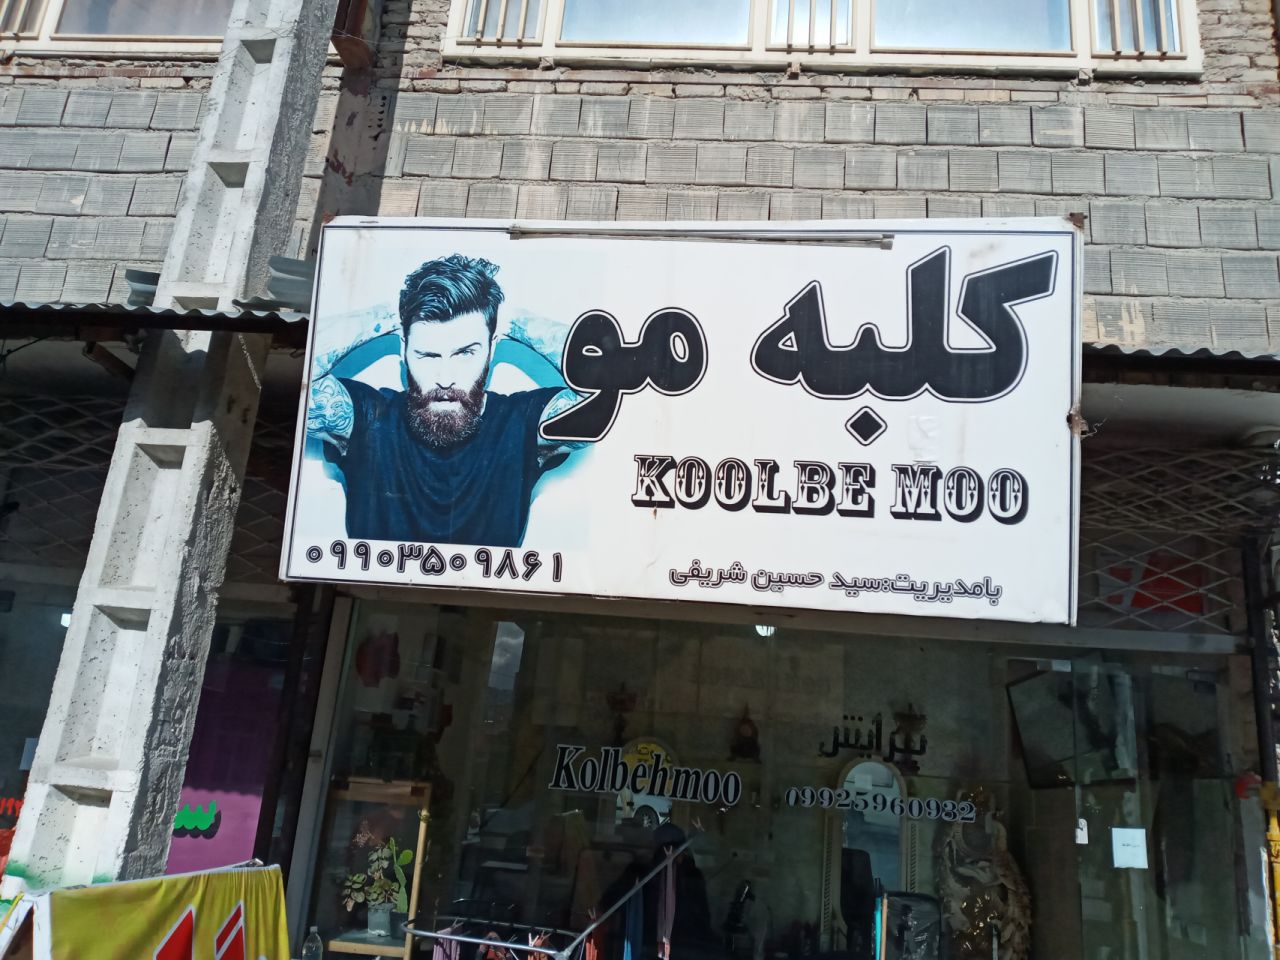 کلبه مو
KOOLBE MOO
بامدیریت:سید حسین شریفی
۰۹۹۰۳۵۰۹۸۶۱
پیرایش
Kolbehmoo
09925960932